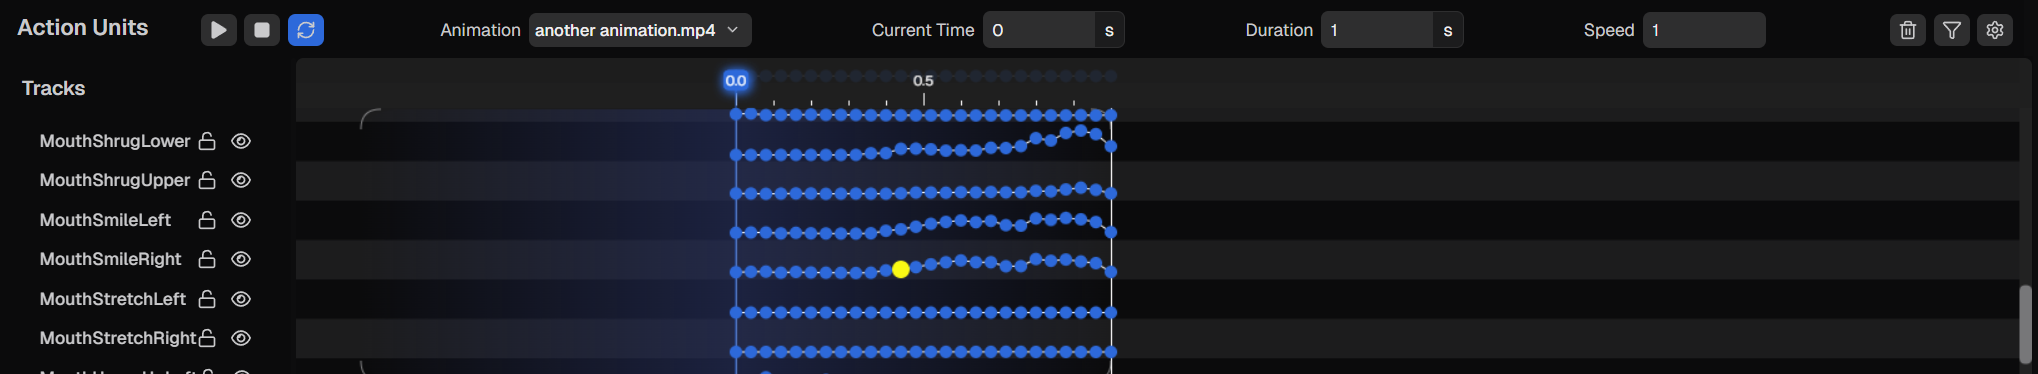 Action Units
Animation another animation.mp4 Current Time 0 s Duration 1 s Speed 1
Tracks
0.0 0.5
MouthShrugLower
MouthShrugUpper
MouthSmileLeft
MouthSmileRight
MouthStretchLeft
MouthStretchRight